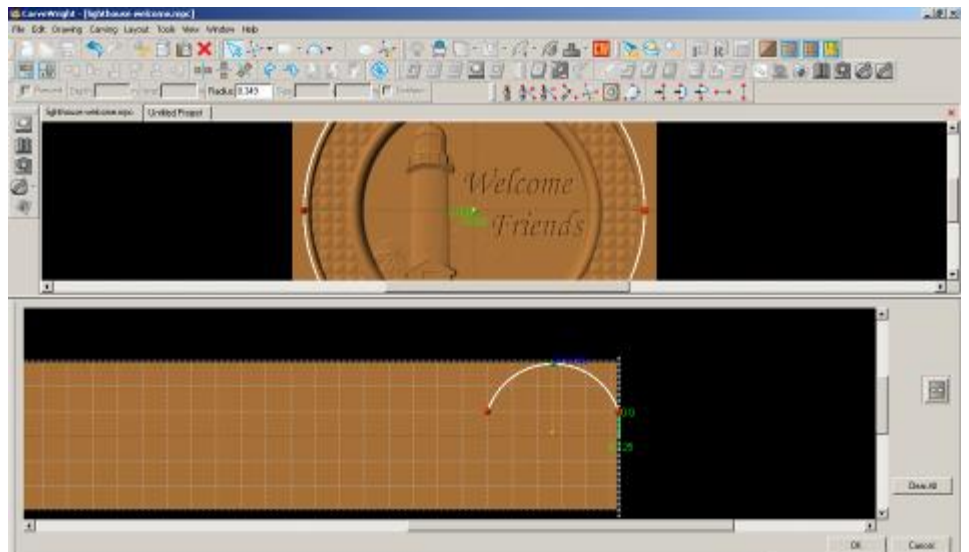 CarveWright - [lighthouse-welcome.mpc]
File Edit Drawing Carving Layout Tools View Window Help
Radius 0.349
lighthouse-welcome.mpc Untitled Project
Welcome
Friends
Clear All
OK Cancel